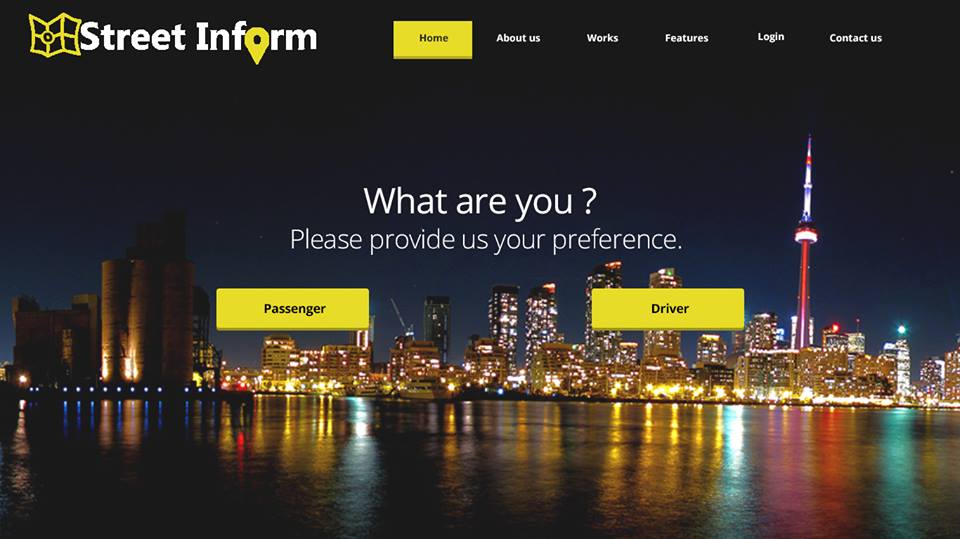 Street Inform
Home About us Works Features Login Contact us
What are you ?
Please provide us your preference.
Passenger Driver